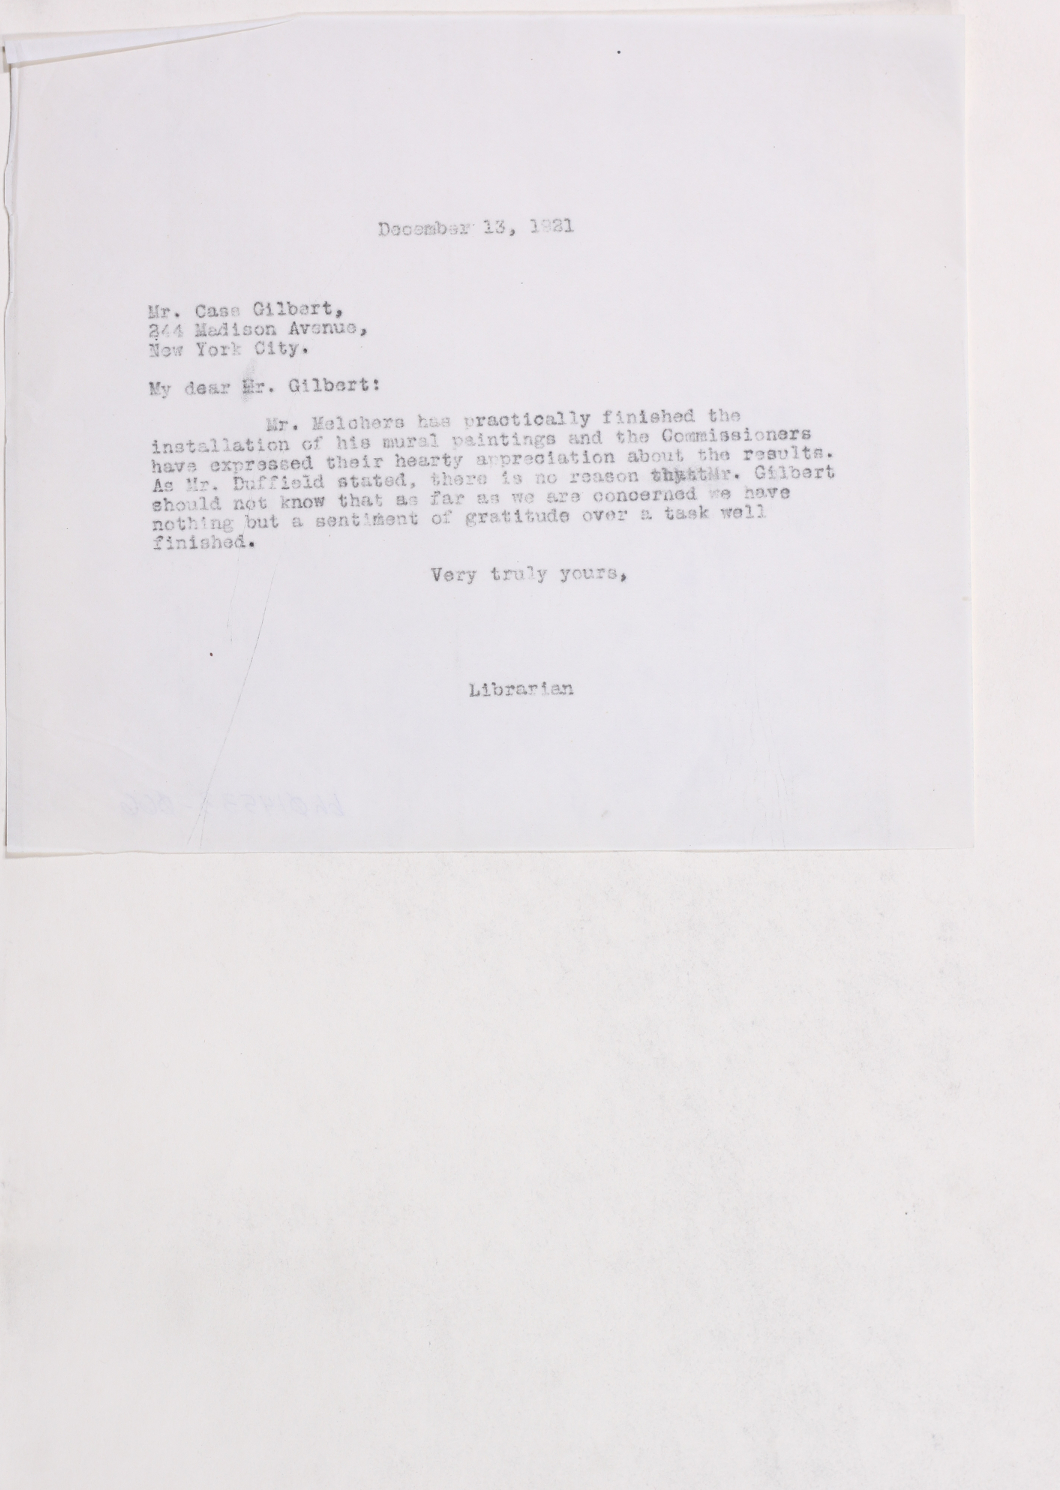 December 13, 1921
Mr. Cass Gilbert,
244 Madison Avenue,
New York City.
My dear Mr. Gilbert:
Mr. Melchers has practically finished the
installation of his mural paintings and the Commissioners
have expressed their hearty appreciation about the results.
As Mr. Duffield stated, there is no reason why Mr. Gilbert
should not know that as far as we are concerned we have
nothing but a sentiment of gratitude over a task well
finished.
Very truly yours,
Librarian